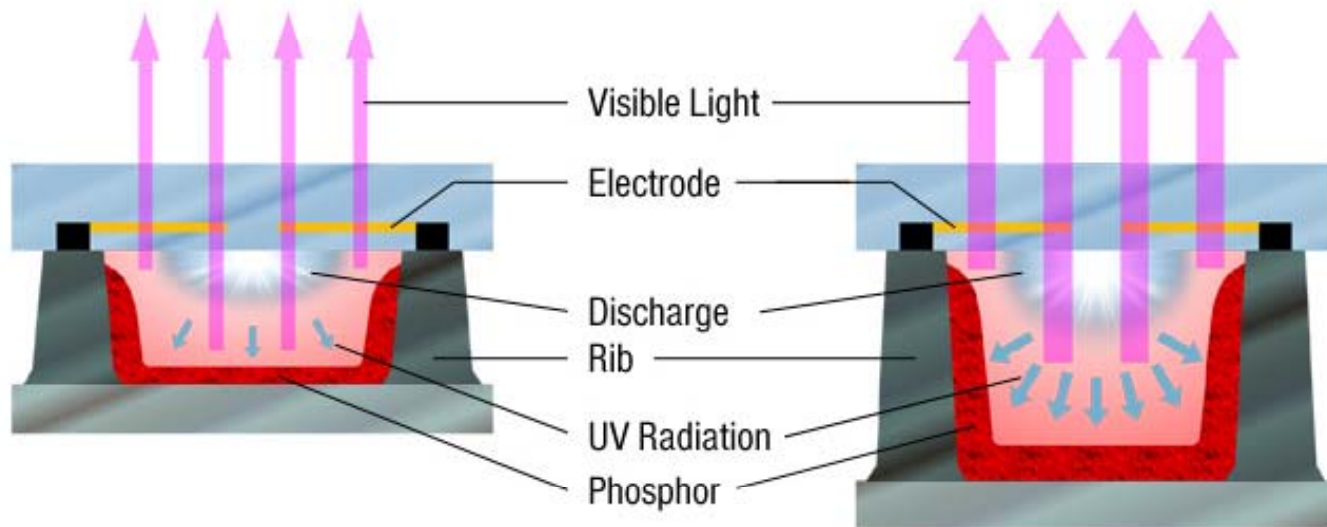 Visible Light
Electrode
Discharge
Rib
UV Radiation
Phosphor